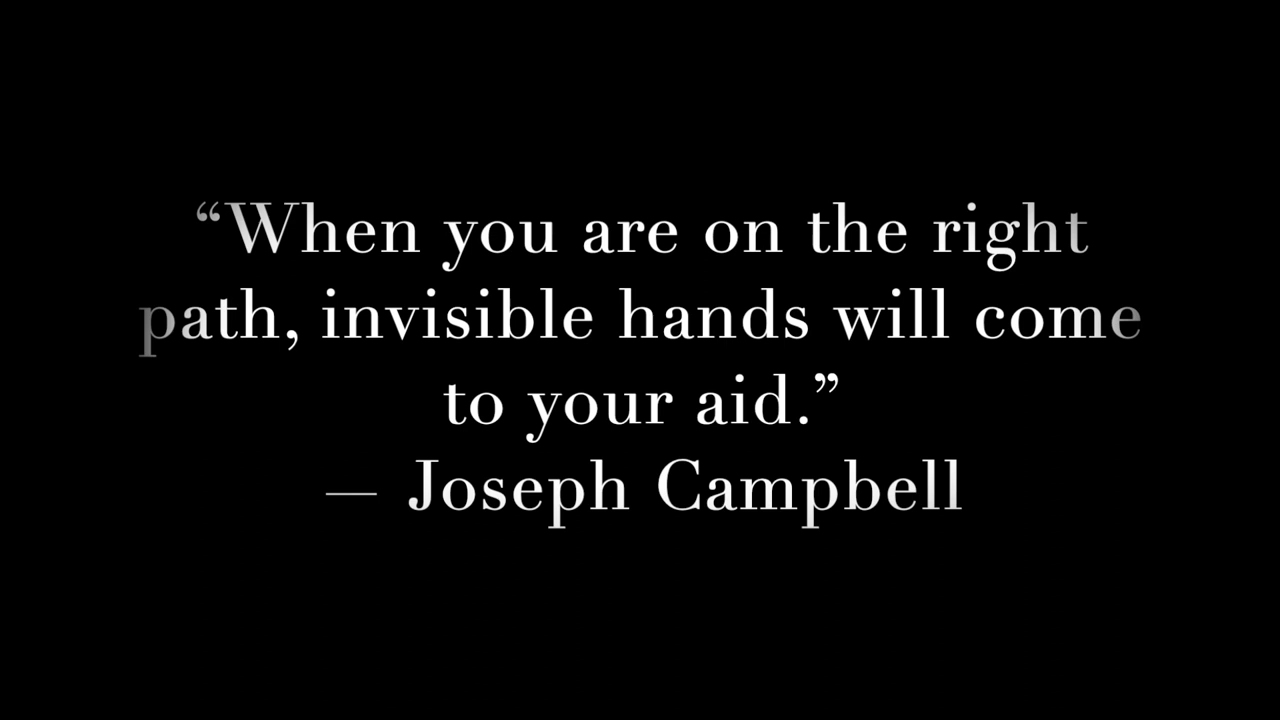 “When you are on the right
path, invisible hands will come
to your aid.”
— Joseph Campbell